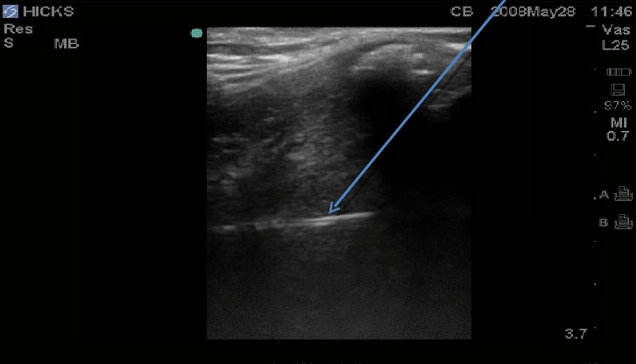 HICKS
CB 2008May28 11:46
Res
S MB
Vas
L25
97%
MI
0.7
A
B
3.7